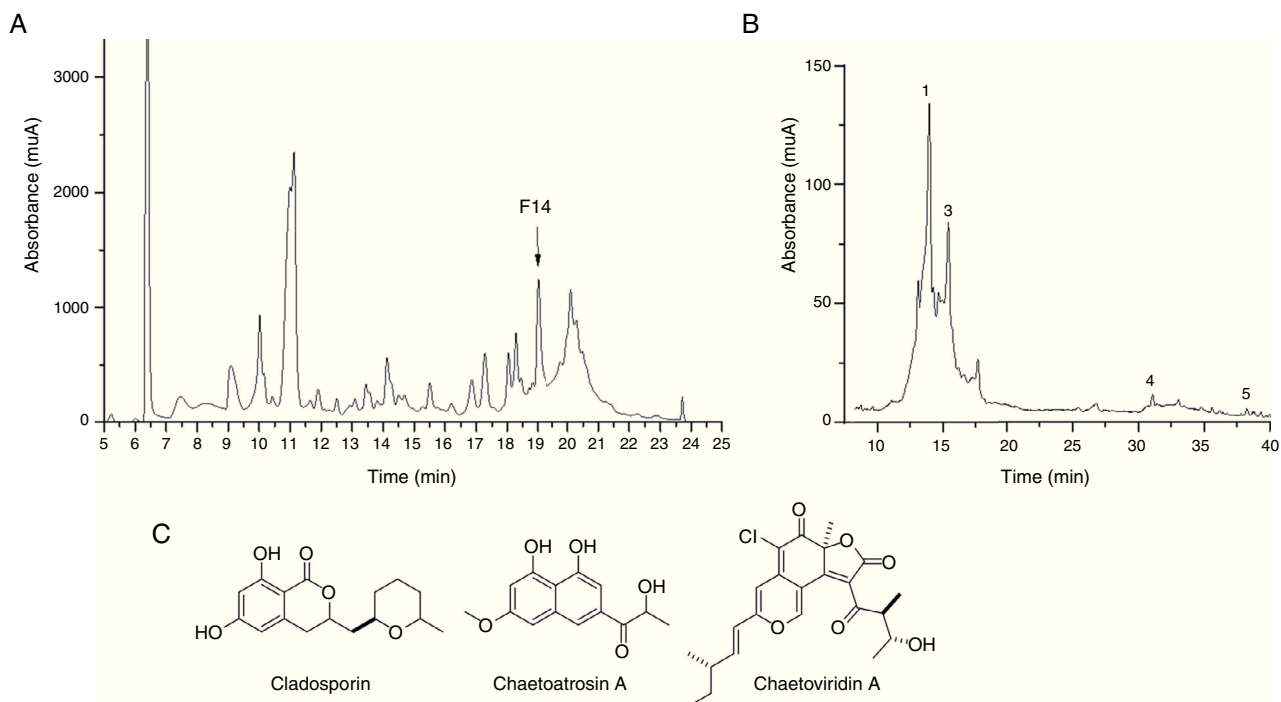 A
B
3000
2000
1000
0
Absorbance (muA)
F14
5 6 7 8 9 10 11 12 13 14 15 16 17 18 19 20 21 22 23 24 25
Time (min)
150
100
50
0
Absorbance (muA)
1
3
4
5
10 15 20 25 30 35 40
Time (min)
C
OH O
O
HO
O
Cladosporin
OH OH
OH
O
O
Chaetoatrosin A
O
Cl
O
O
O
O
OH
Chaetoviridin A